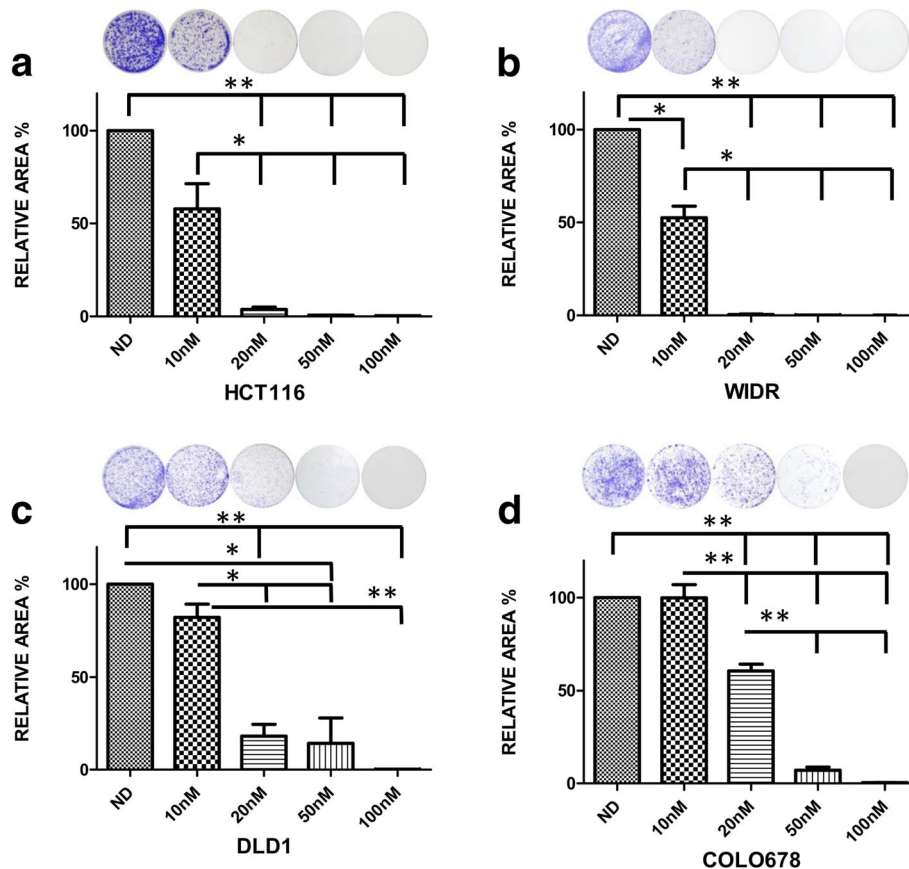 a
**
*
RELATIVE AREA %
100
50
0
ND
10nM
20nM
50nM
100nM
HCT116
b
**
*
*
RELATIVE AREA %
100
50
0
ND
10nM
20nM
50nM
100nM
WIDR
c
**
*
*
**
RELATIVE AREA %
100
50
0
ND
10nM
20nM
50nM
100nM
DLD1
d
**
**
**
RELATIVE AREA %
100
50
0
ND
10nM
20nM
50nM
100nM
COLO678